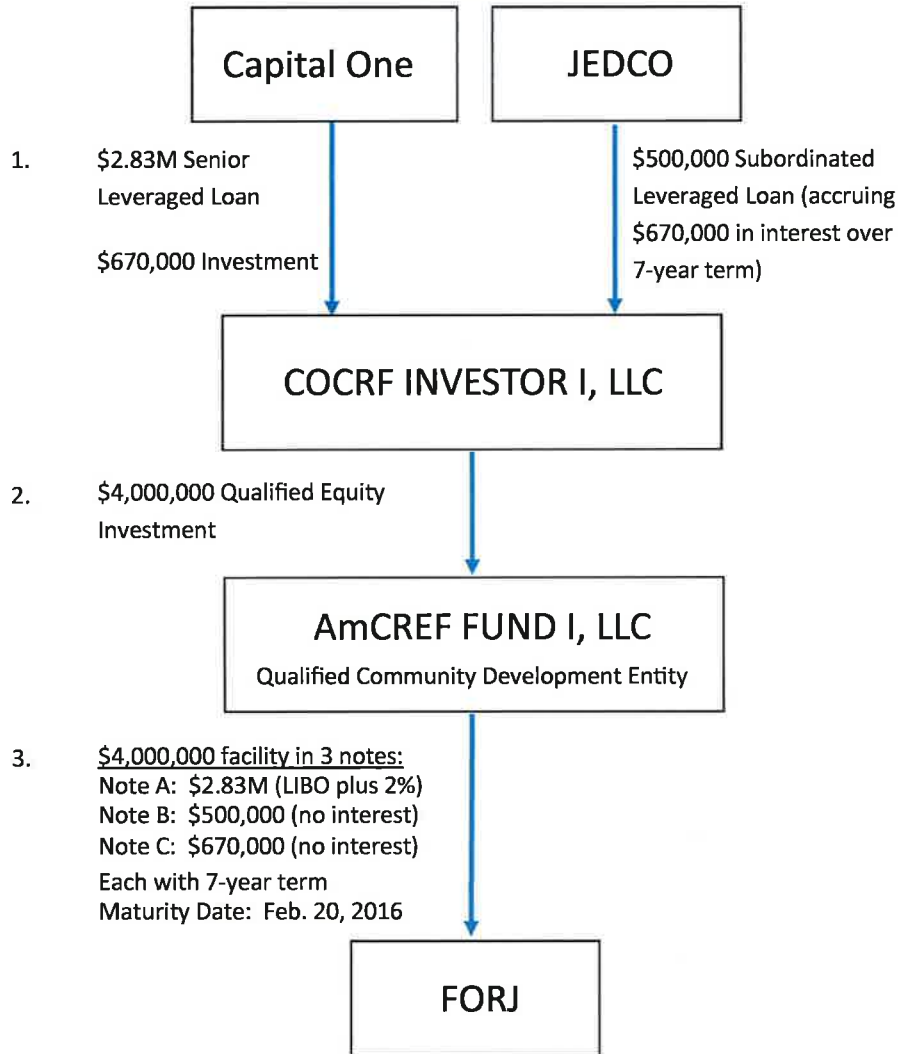 Capital One
JEDCO
1.
$2.83M Senior
Leveraged Loan
$670,000 Investment
$500,000 Subordinated
Leveraged Loan (accruing
$670,000 in interest over
7-year term)
COCRF INVESTOR I, LLC
2.
$4,000,000 Qualified Equity
Investment
AmCREF FUND I, LLC
Qualified Community Development Entity
3.
$4,000,000 facility in 3 notes:
Note A: $2.83M (LIBO plus 2%)
Note B: $500,000 (no interest)
Note C: $670,000 (no interest)
Each with 7-year term
Maturity Date: Feb. 20, 2016
FORJ